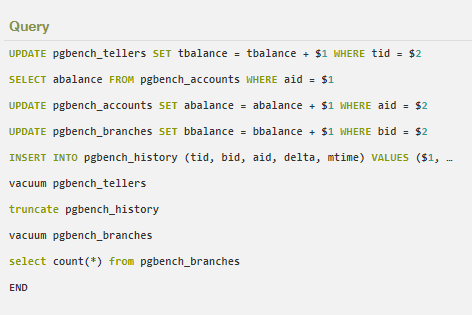 Query
UPDATE pgbench_tellers SET tbalance = tbalance + $1 WHERE tid = $2
SELECT abalance FROM pgbench_accounts WHERE aid = $1
UPDATE pgbench_accounts SET abalance = abalance + $1 WHERE aid = $2
UPDATE pgbench_branches SET bbalance = bbalance + $1 WHERE bid = $2
INSERT INTO pgbench_history (tid, bid, aid, delta, mtime) VALUES ($1, …
vacuum pgbench_tellers
truncate pgbench_history
vacuum pgbench_branches
select count(*) from pgbench_branches
END